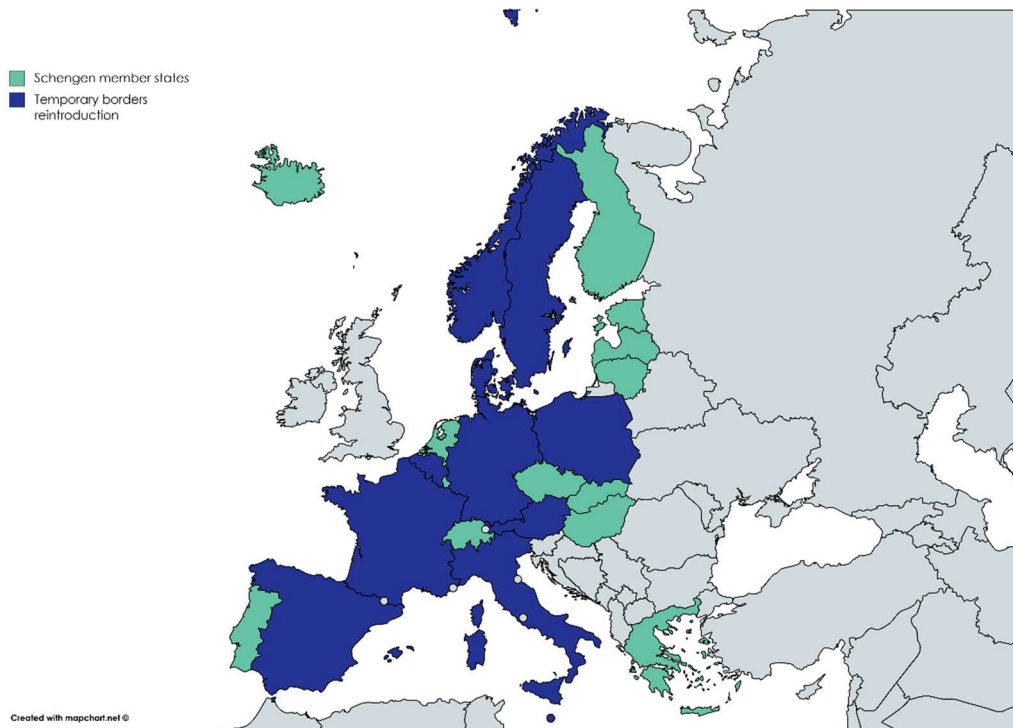 Schengen member states
Temporary borders
reintroduction
Created with mapchart.net ©